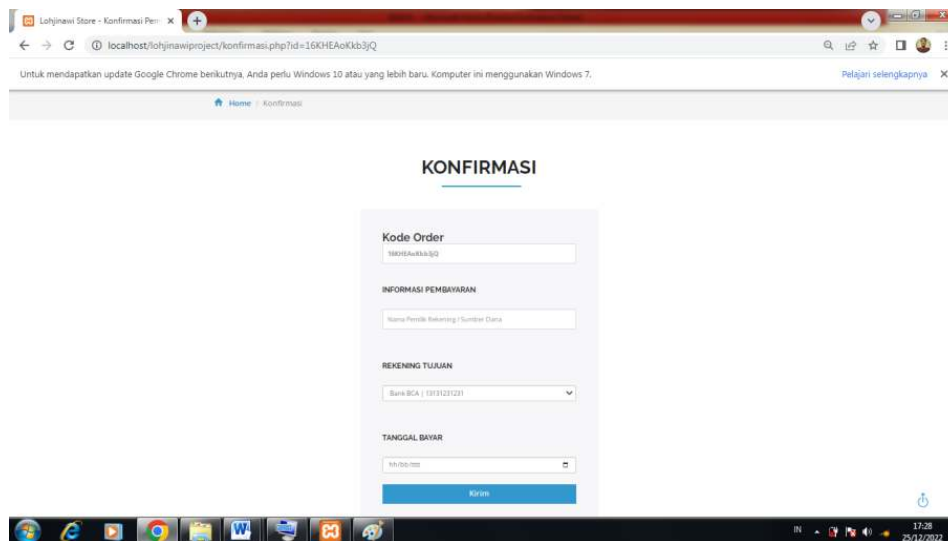 Lohjinawi Store - Konfirmasi Pem
localhost/lohjinawiproject/konfirmasi.php?id=16KHEAoKkb3jQ
Untuk mendapatkan update Google Chrome berikutnya, Anda perlu Windows 10 atau yang lebih baru. Komputer ini menggunakan Windows 7.
Pelajari selengkapnya
Home / Konfirmasi
KONFIRMASI
Kode Order
16KHEAoKkb3jQ
INFORMASI PEMBAYARAN
Nama Pemilik Rekening / Sumber Dana
REKENING TUJUAN
Bank BCA | 13131231231
TANGGAL BAYAR
hh/bb/tttt
Kirim
IN
17:28
25/12/2022